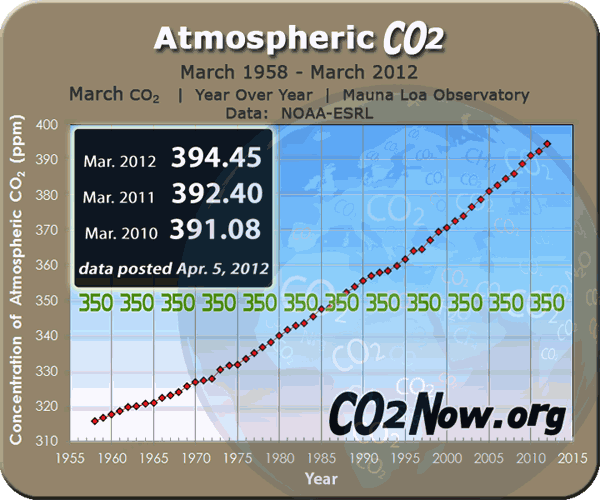 Atmospheric CO2
March 1958 - March 2012
March CO₂ | Year Over Year | Mauna Loa Observatory
Data: NOAA-ESRL
Concentration of Atmospheric CO₂ (ppm)
400
390
380
370
360
350
340
330
320
310
Mar. 2012 394.45
Mar. 2011 392.40
Mar. 2010 391.08
data posted Apr. 5, 2012
350 350 350 350 350 350 350 350 350 350 350 350
CO2
CO2
CO2
CO2Now.org
1955 1960 1965 1970 1975 1980 1985 1990 1995 2000 2005 2010 2015
Year